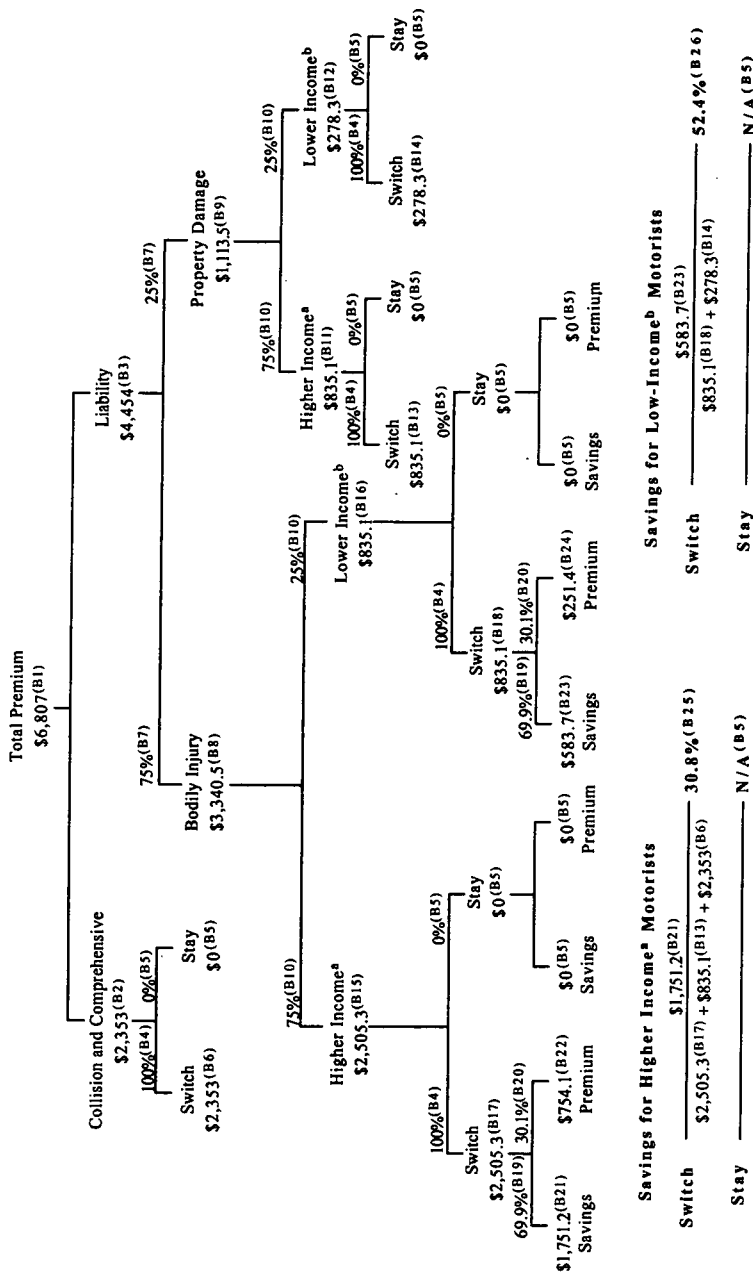 Total Premium
$6,807(B1)
Collision and Comprehensive
$2,353(B2)
100%(B4) 0%(B5)
Switch
$2,353(B6)
Stay
$0(B5)
Liability
$4,454(B3)
75%(B7) 25%(B7)
Bodily Injury
$3,340.5(B8)
Property Damage
$1,113.5(B9)
75%(B10) 25%(B10)
Higher Incomeᵃ
$835.1(B11)
100%(B4) 0%(B5)
Switch
$835.1(B13)
Stay
$0(B5)
Lower Incomeᵇ
$278.3(B12)
100%(B4) 0%(B5)
Switch
$278.3(B14)
Stay
$0(B5)
75%(B10) 25%(B10)
Higher Incomeᵃ
$2,505.3(B15)
100%(B4) 0%(B5)
Switch
$2,505.3(B17)
69.9%(B19) 30.1%(B20)
$1,751.2(B21)
Savings
$754.1(B22)
Premium
Stay
$0(B5)
$0(B5)
Savings
$0(B5)
Premium
Lower Incomeᵇ
$835.1(B16)
100%(B4) 0%(B5)
Switch
$835.1(B18)
69.9%(B19) 30.1%(B20)
$583.7(B23)
Savings
$251.4(B24)
Premium
Stay
$0(B5)
$0(B5)
Savings
$0(B5)
Premium
Savings for Higher Incomeᵃ Motorists
$1,751.2(B21)
Switch 30.8%(B25)
$2,505.3(B17) + $835.1(B13) + $2,353(B6)
Stay N/A(B5)
Savings for Low-Incomeᵇ Motorists
$583.7(B23)
Switch 52.4%(B26)
$835.1(B18) + $278.3(B14)
Stay N/A(B5)